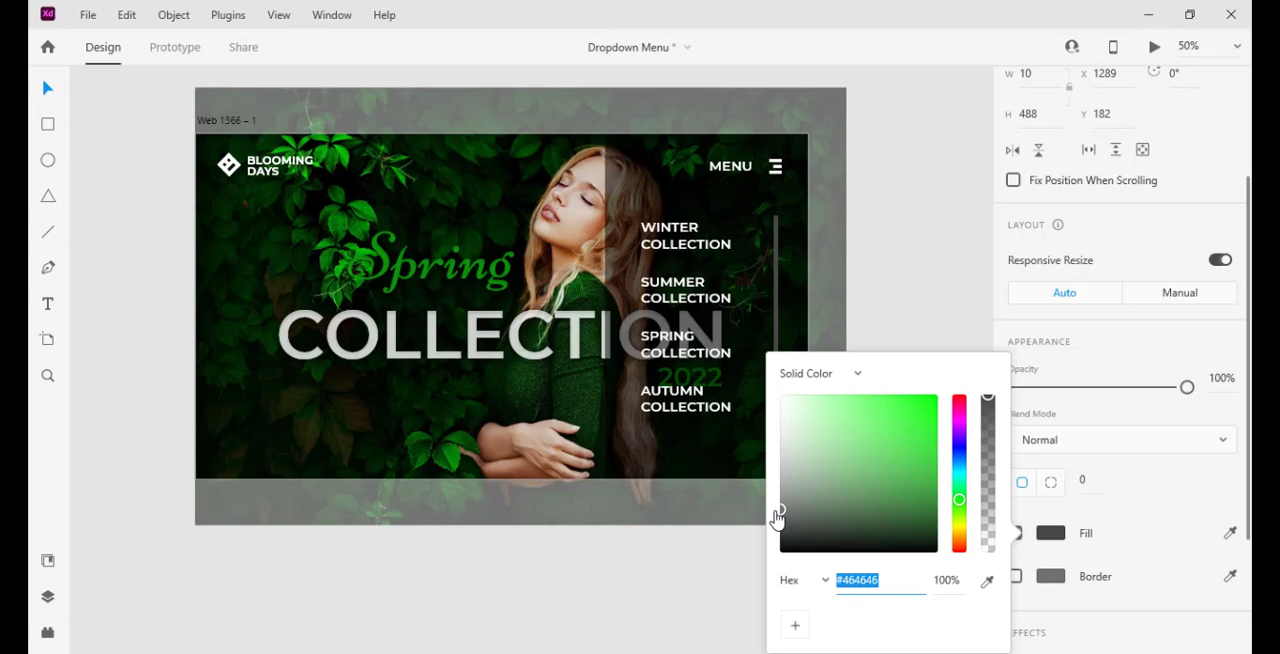 Xd File Edit Object Plugins View Window Help
Design Prototype Share Dropdown Menu * 50%
W 10 X 1289 0°
H 488 Y 182
Fix Position When Scrolling
LAYOUT
Responsive Resize
Auto Manual
APPEARANCE
Opacity
100%
Blend Mode
Normal
0
Fill
Border
EFFECTS
Web 1366 – 1
BLOOMING
DAYS
MENU
Spring
COLLECTION
2022
WINTER
COLLECTION
SUMMER
COLLECTION
SPRING
COLLECTION
AUTUMN
COLLECTION
Solid Color
Hex #464646 100%
+